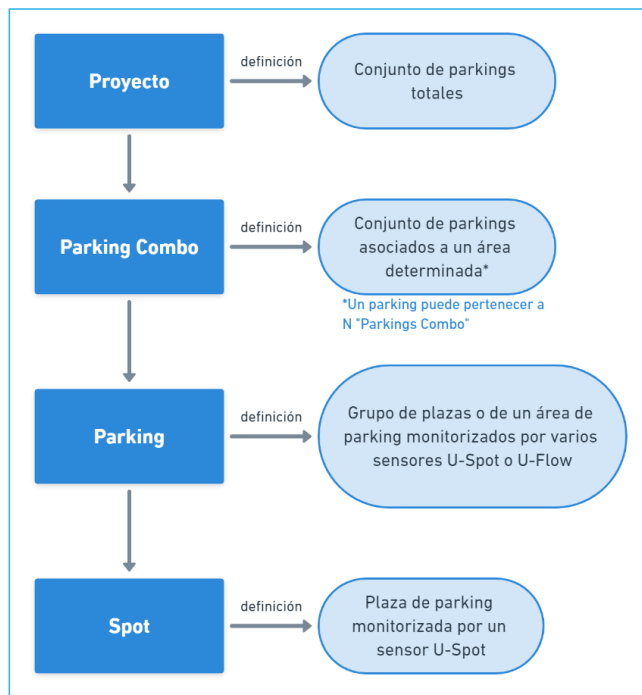 Proyecto
definición
Conjunto de parkings
totales
Parking Combo
definición
Conjunto de parkings
asociados a un área
determinada*
*Un parking puede pertenecer a
N "Parkings Combo"
Parking
definición
Grupo de plazas o de un área de
parking monitorizados por varios
sensores U-Spot o U-Flow
Spot
definición
Plaza de parking
monitorizada por un
sensor U-Spot